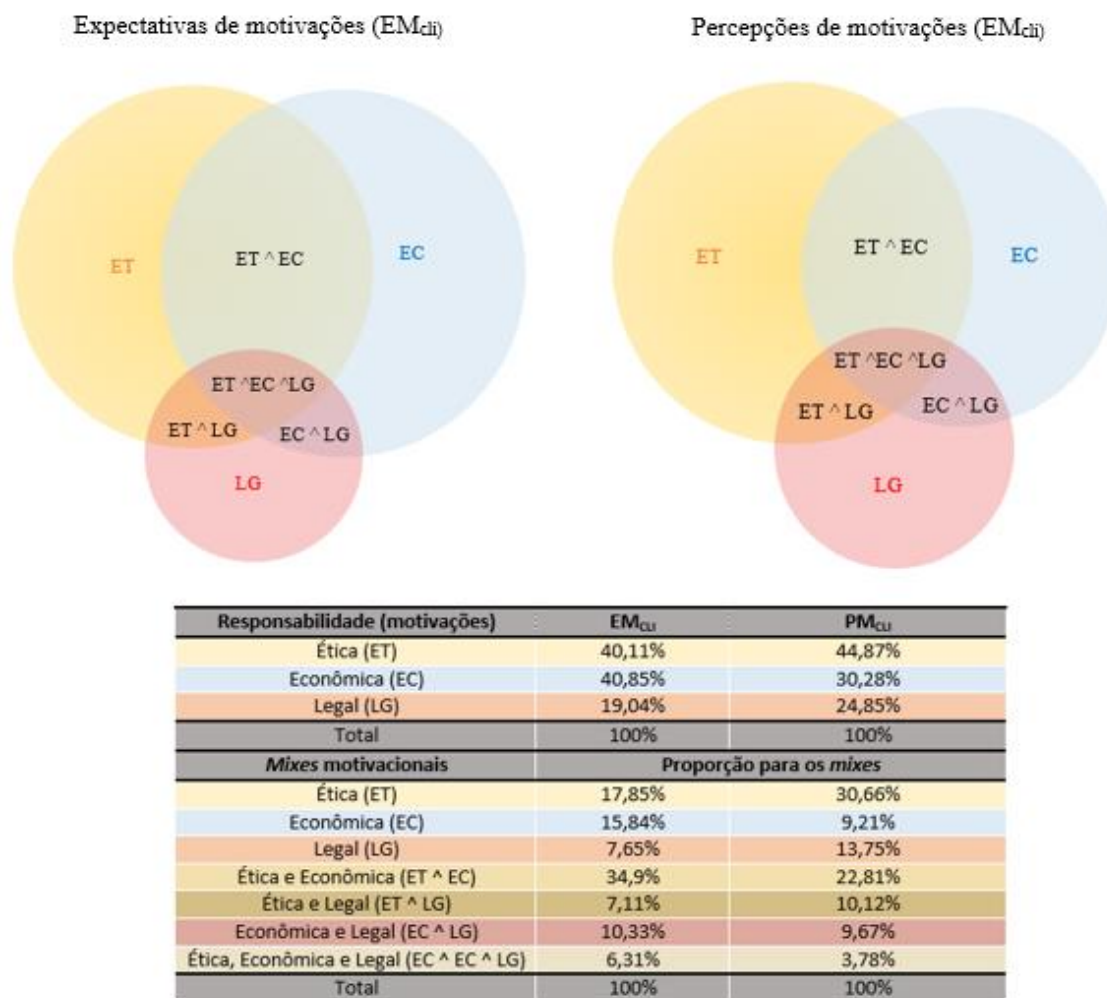 Expectativas de motivações (EMcli) Percepções de motivações (EMcli)
ET ET ^ EC EC
ET ^EC ^LG
ET ^ LG EC ^ LG
LG
ET ET ^ EC EC
ET ^EC ^LG
ET ^ LG EC ^ LG
LG
Responsabilidade (motivações) EMCLI PMCLI
Ética (ET) 40,11% 44,87%
Econômica (EC) 40,85% 30,28%
Legal (LG) 19,04% 24,85%
Total 100% 100%
Mixes motivacionais Proporção para os mixes
Ética (ET) 17,85% 30,66%
Econômica (EC) 15,84% 9,21%
Legal (LG) 7,65% 13,75%
Ética e Econômica (ET ^ EC) 34,9% 22,81%
Ética e Legal (ET ^ LG) 7,11% 10,12%
Econômica e Legal (EC ^ LG) 10,33% 9,67%
Ética, Econômica e Legal (EC ^ EC ^ LG) 6,31% 3,78%
Total 100% 100%